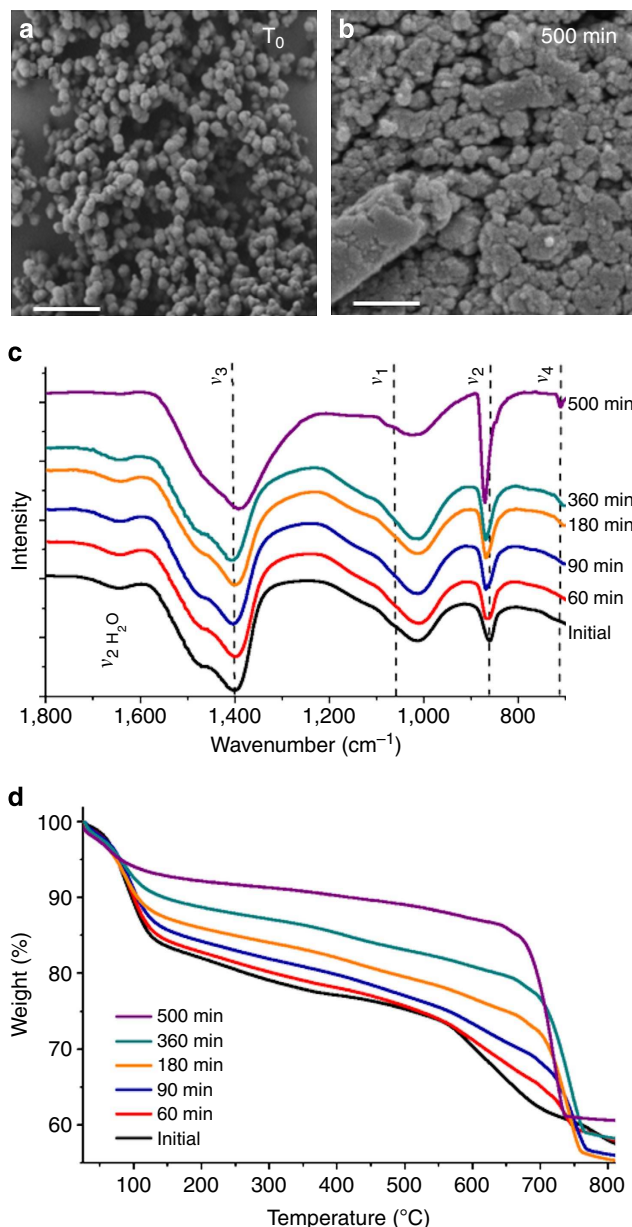 a
T₀
b
500 min
c
ν₃
ν₁
ν₂
ν₄
500 min
360 min
180 min
90 min
60 min
Initial
ν₂ H₂O
Intensity
1,800
1,600
1,400
1,200
1,000
800
Wavenumber (cm⁻¹)
d
100
90
80
70
60
Weight (%)
500 min
360 min
180 min
90 min
60 min
Initial
100
200
300
400
500
600
700
800
Temperature (°C)